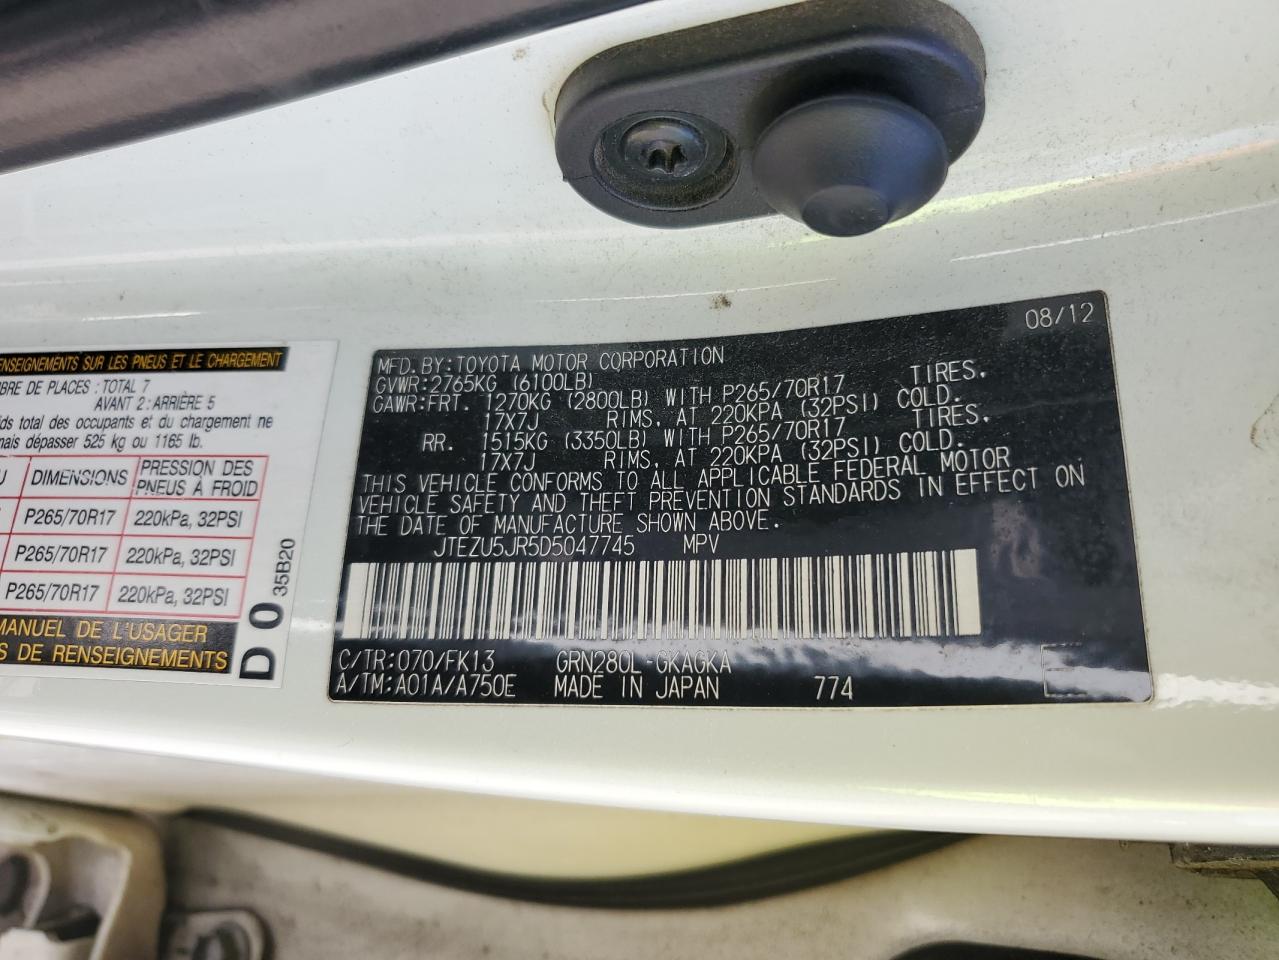 ENSEIGNEMENTS SUR LES PNEUS ET LE CHARGEMENT
BRE DE PLACES : TOTAL 7
AVANT 2 : ARRIÈRE 5
ids total des occupants et du chargement ne
mais dépasser 525 kg ou 1165 lb.
U DIMENSIONS PRESSION DES PNEUS À FROID
P265/70R17 220kPa, 32PSI
P265/70R17 220kPa, 32PSI
P265/70R17 220kPa, 32PSI
MANUEL DE L'USAGER
S DE RENSEIGNEMENTS
D O 35B20
08/12
MFD.BY:TOYOTA MOTOR CORPORATION
GVWR:2765KG (6100LB)
GAWR:FRT. 1270KG (2800LB) WITH P265/70R17 TIRES.
17X7J RIMS, AT 220KPA (32PSI) COLD.
RR. 1515KG (3350LB) WITH P265/70R17 TIRES.
17X7J RIMS, AT 220KPA (32PSI) COLD.
THIS VEHICLE CONFORMS TO ALL APPLICABLE FEDERAL MOTOR
VEHICLE SAFETY AND THEFT PREVENTION STANDARDS IN EFFECT ON
THE DATE OF MANUFACTURE SHOWN ABOVE.
JTEZU5JR5D5047745 MPV
C/TR:070/FK13 GRN280L-GKAGKA
A/TM:A01A/A750E MADE IN JAPAN 774